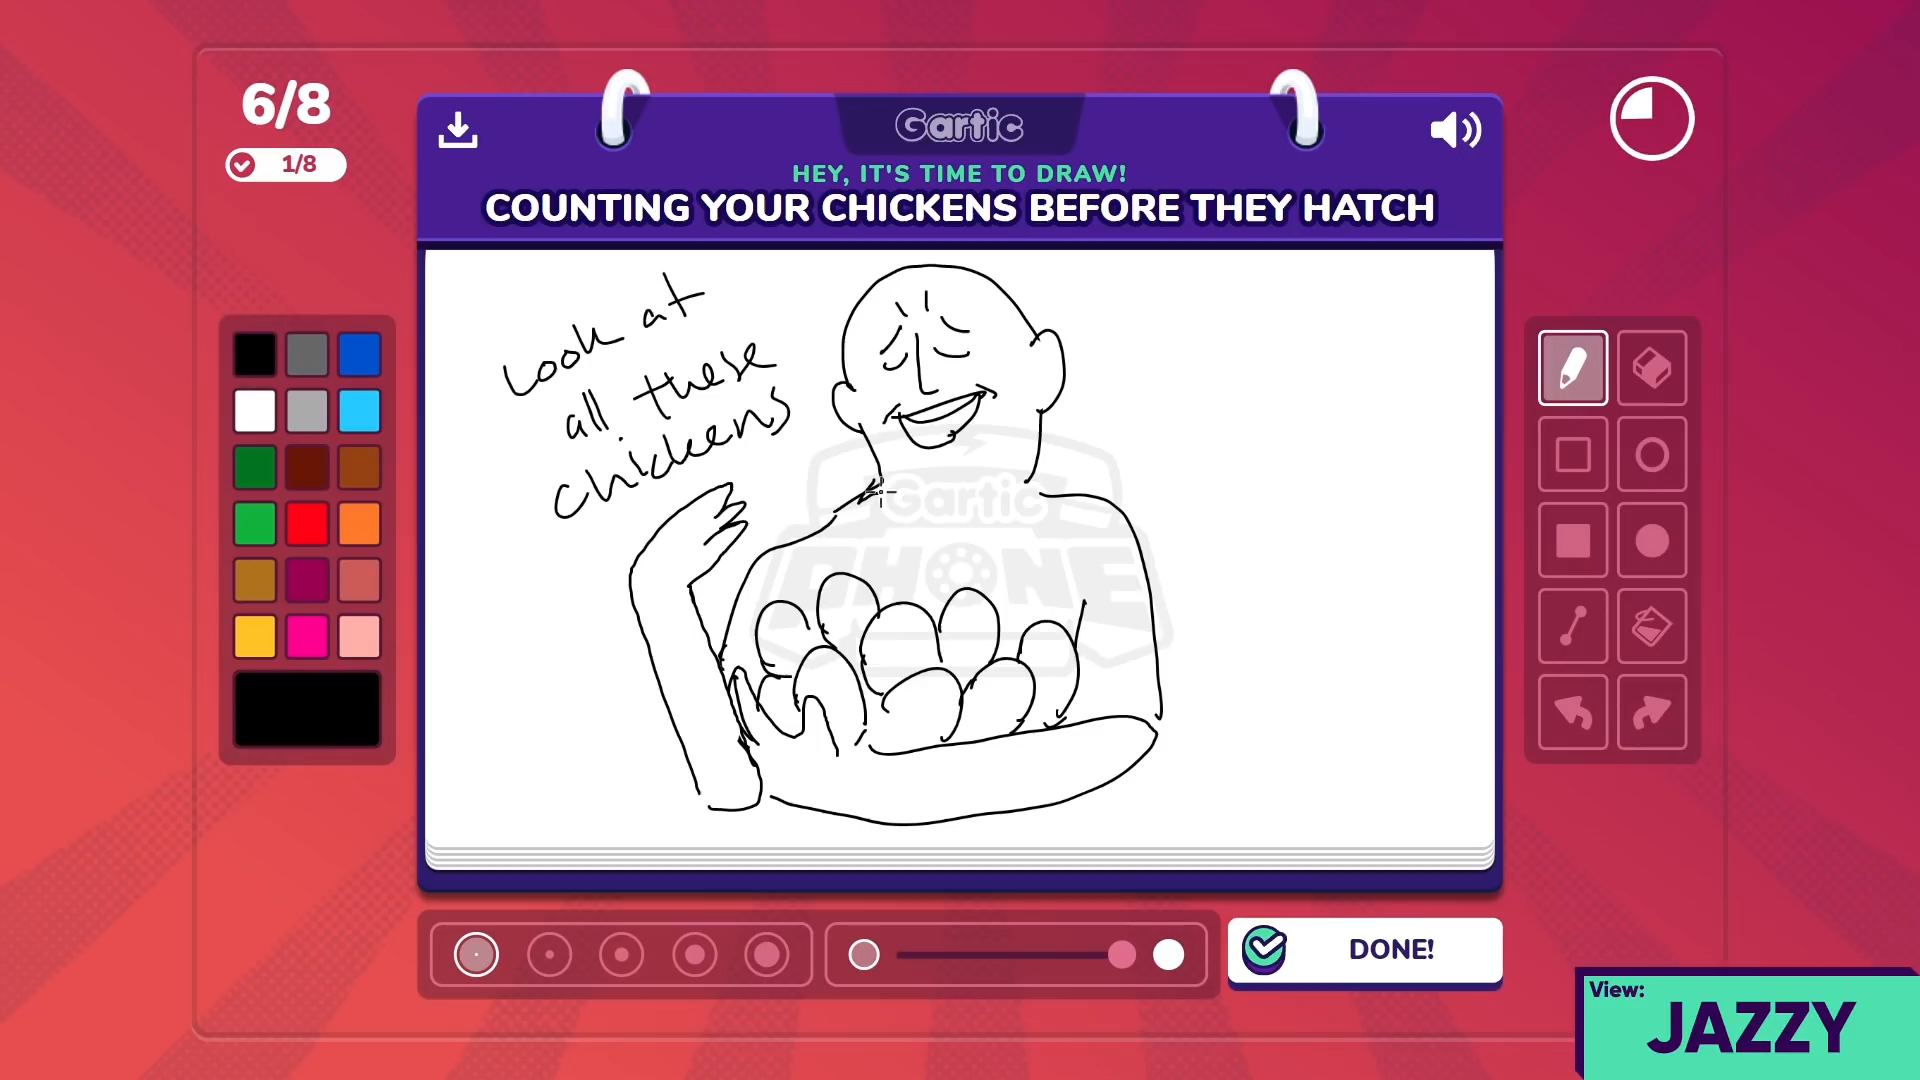 6/8
1/8
Gartic
HEY, IT'S TIME TO DRAW!
COUNTING YOUR CHICKENS BEFORE THEY HATCH
Look at
all these
chickens
Gartic
PHONE
DONE!
View:
JAZZY